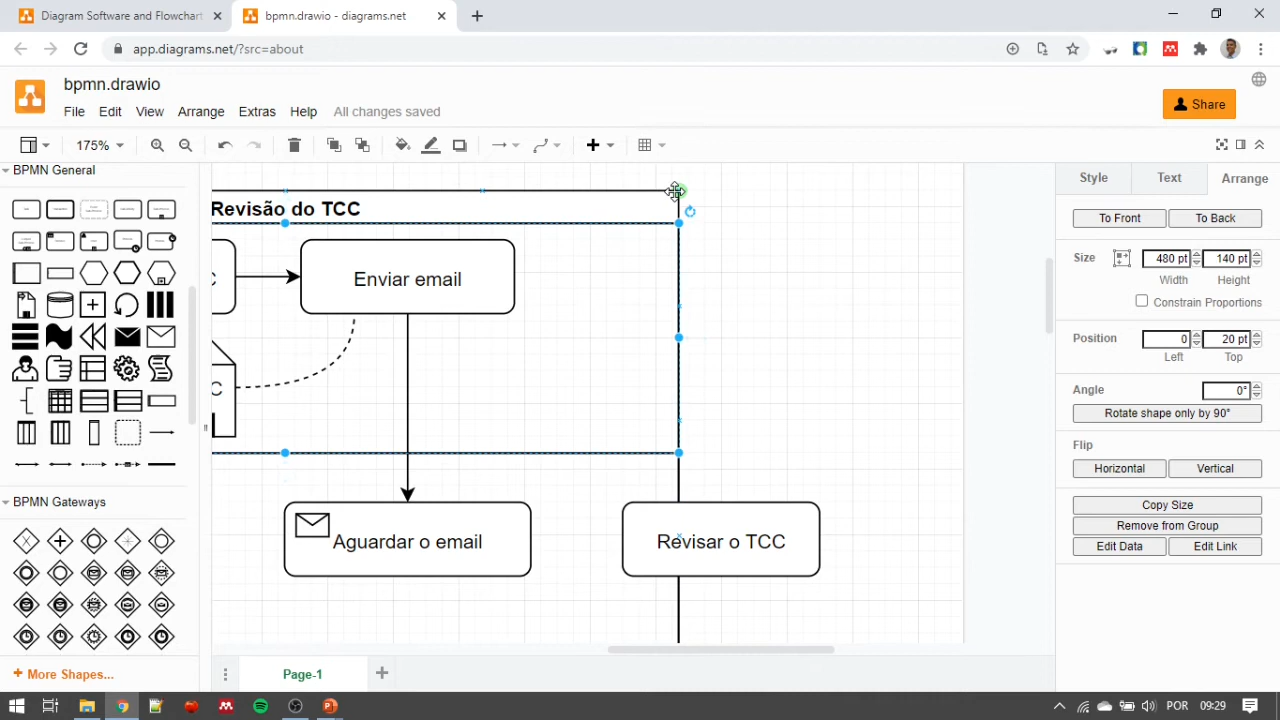 Diagram Software and Flowchart
bpmn.drawio - diagrams.net
app.diagrams.net/?src=about
bpmn.drawio
File Edit View Arrange Extras Help All changes saved
Share
175%
BPMN General
Style Text Arrange
To Front To Back
Size 480 pt 140 pt
Width Height
Constrain Proportions
Position 0 20 pt
Left Top
Angle 0°
Rotate shape only by 90°
Flip
Horizontal Vertical
Copy Size
Remove from Group
Edit Data Edit Link
Revisão do TCC
Enviar email
C
C
Aguardar o email
Revisar o TCC
BPMN Gateways
+ More Shapes...
Page-1
POR 09:29